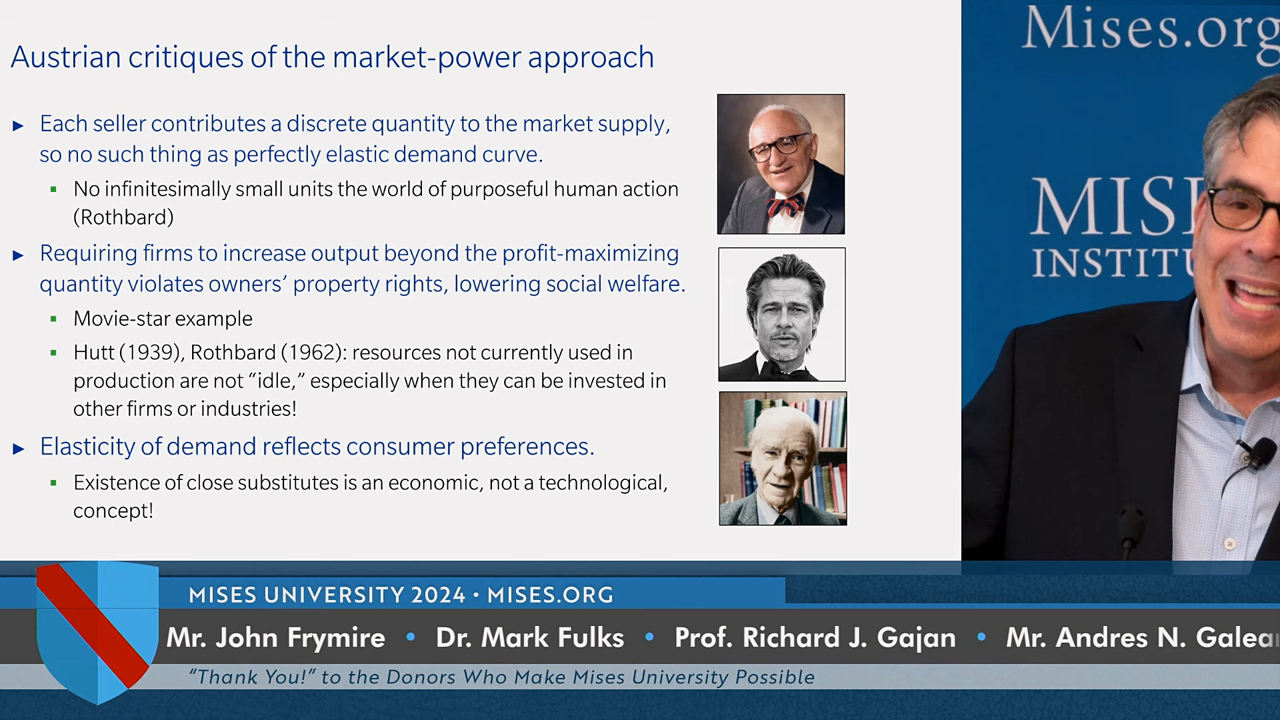 Austrian critiques of the market-power approach
Each seller contributes a discrete quantity to the market supply,
so no such thing as perfectly elastic demand curve.
No infinitesimally small units the world of purposeful human action
(Rothbard)
Requiring firms to increase output beyond the profit-maximizing
quantity violates owners’ property rights, lowering social welfare.
Movie-star example
Hutt (1939), Rothbard (1962): resources not currently used in
production are not “idle,” especially when they can be invested in
other firms or industries!
Elasticity of demand reflects consumer preferences.
Existence of close substitutes is an economic, not a technological,
concept!
Mises.org
MIS
INSTITU
MISES UNIVERSITY 2024 • MISES.ORG
Mr. John Frymire • Dr. Mark Fulks • Prof. Richard J. Gajan • Mr. Andres N.
“Thank You!” to the Donors Who Make Mises University Possible